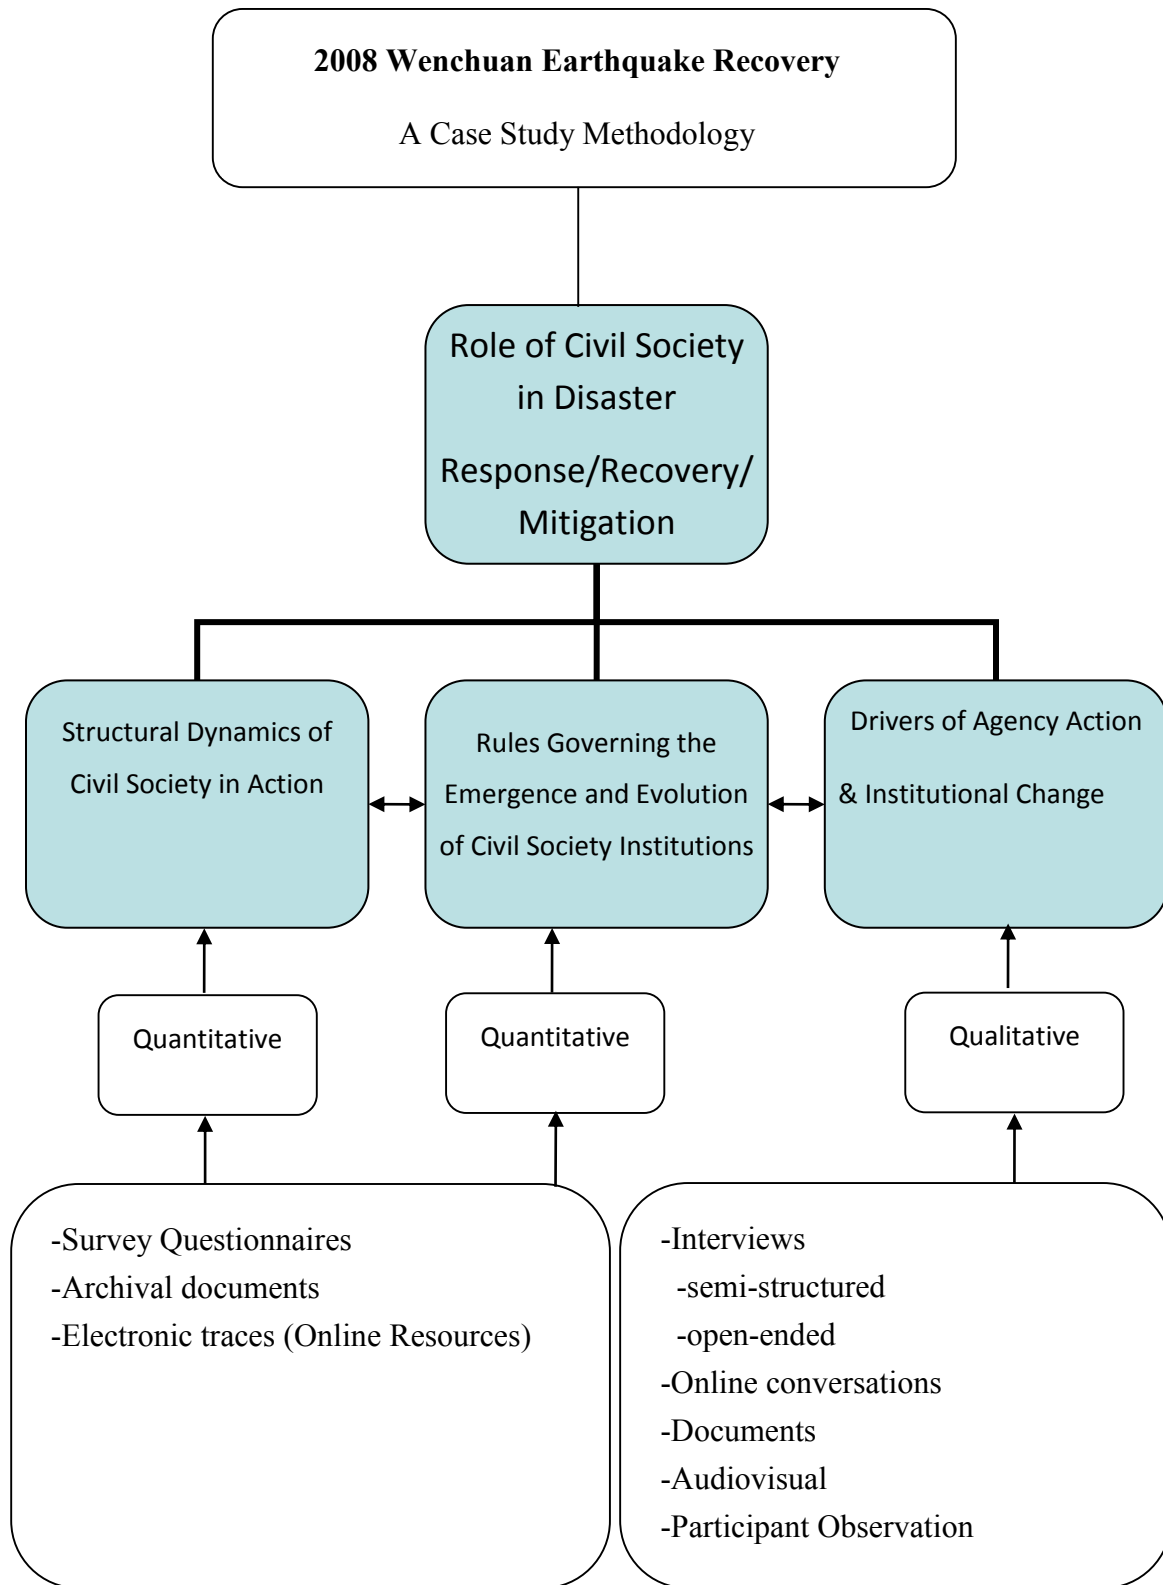 2008 Wenchuan Earthquake Recovery
A Case Study Methodology
Role of Civil Society
in Disaster
Response/Recovery/
Mitigation
Structural Dynamics of
Civil Society in Action
Rules Governing the
Emergence and Evolution
of Civil Society Institutions
Drivers of Agency Action
& Institutional Change
Quantitative
Quantitative
Qualitative
-Survey Questionnaires
-Archival documents
-Electronic traces (Online Resources)
-Interviews
-semi-structured
-open-ended
-Online conversations
-Documents
-Audiovisual
-Participant Observation